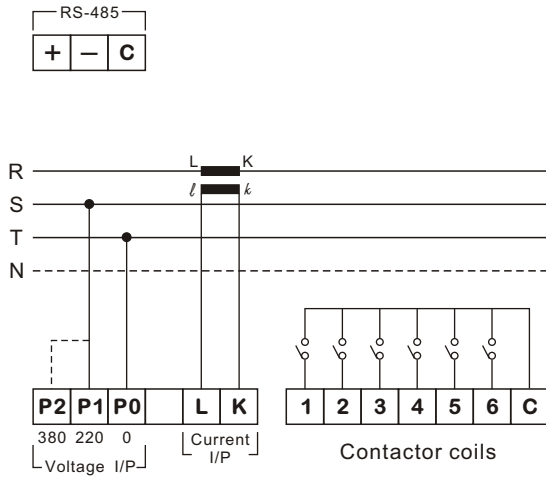 RS-485
+ − C
L K
R
ℓ k
S
T
N
P2 P1 P0 L K
1 2 3 4 5 6 C
380 220 0
Voltage I/P
Current
I/P
Contactor coils